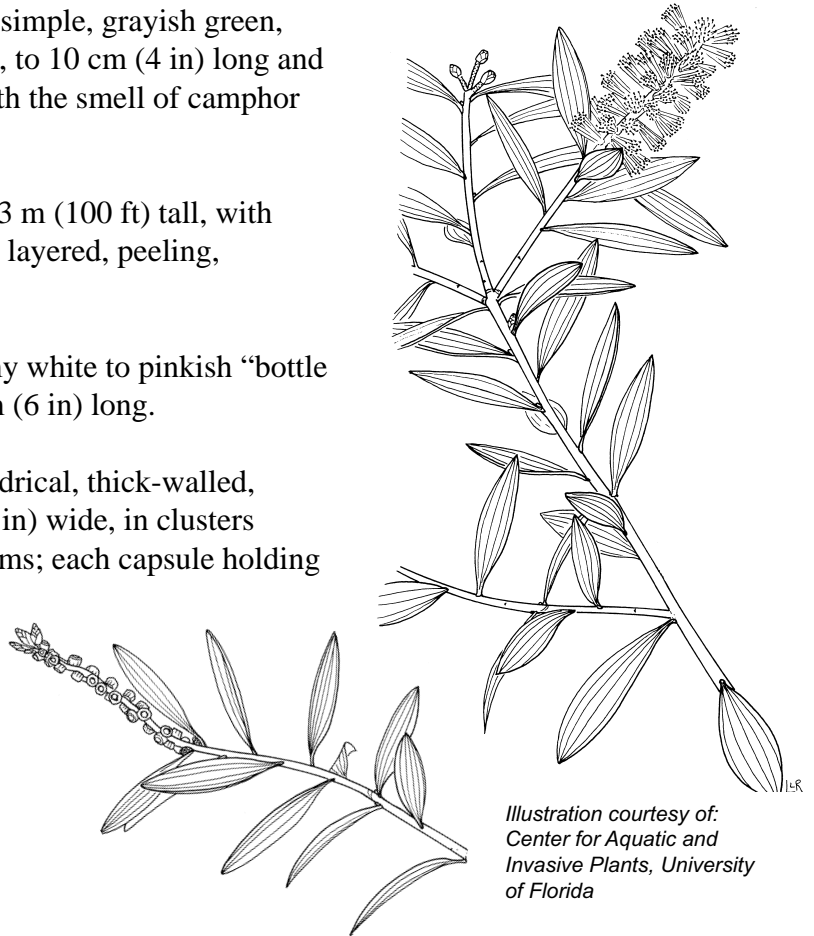 simple, grayish green,
, to 10 cm (4 in) long and
th the smell of camphor
3 m (100 ft) tall, with
layered, peeling,
y white to pinkish “bottle
(6 in) long.
drical, thick-walled,
in) wide, in clusters
ms; each capsule holding
LR
Illustration courtesy of:
Center for Aquatic and
Invasive Plants, University
of Florida